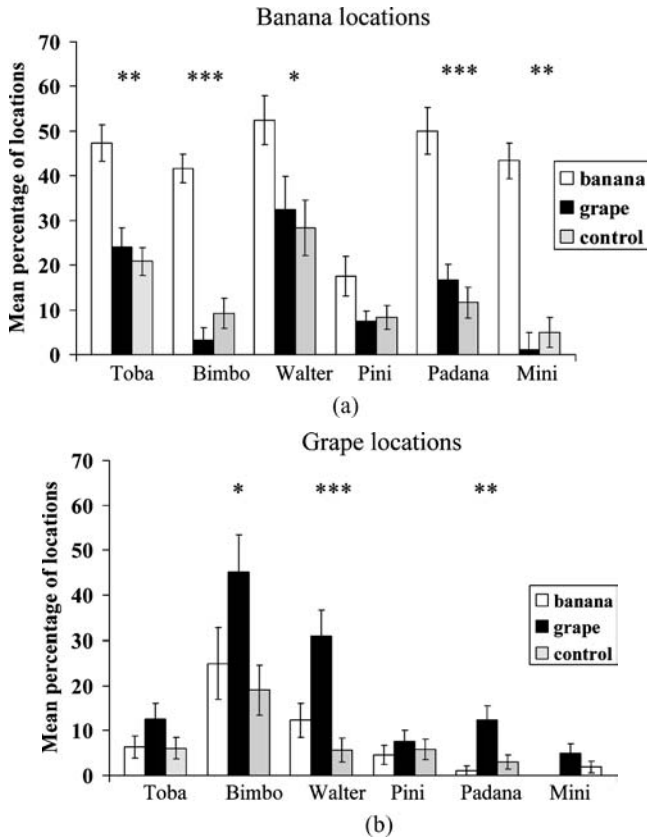 Banana locations
70
60
50
40
30
20
10
0
Mean percentage of locations
** *** * *** **
banana
grape
control
Toba Bimbo Walter Pini Padana Mini
(a)
Grape locations
70
60
50
40
30
20
10
0
Mean percentage of locations
* *** **
banana
grape
control
Toba Bimbo Walter Pini Padana Mini
(b)